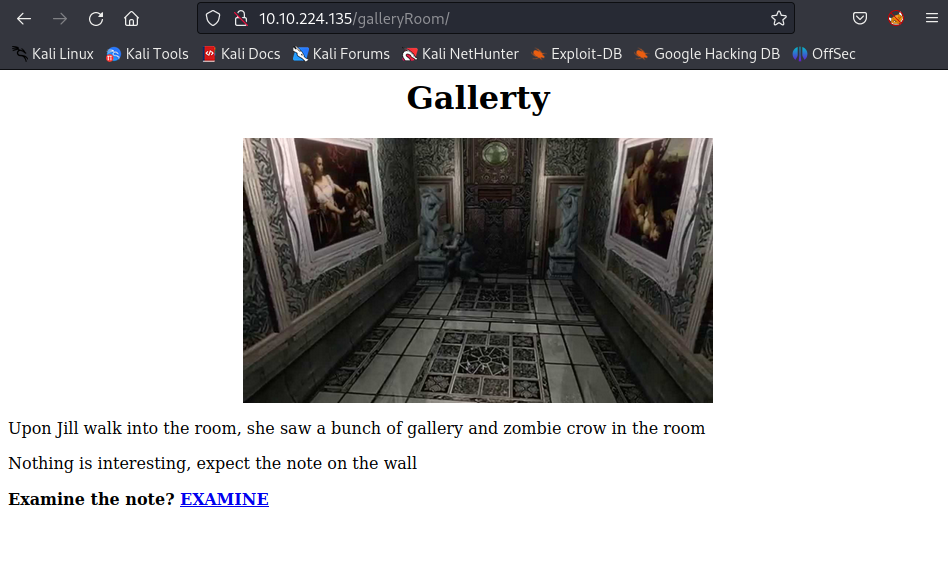 10.10.224.135/galleryRoom/
Kali Linux Kali Tools Kali Docs Kali Forums Kali NetHunter Exploit-DB Google Hacking DB OffSec
Gallerty
Upon Jill walk into the room, she saw a bunch of gallery and zombie crow in the room
Nothing is interesting, expect the note on the wall
Examine the note? EXAMINE